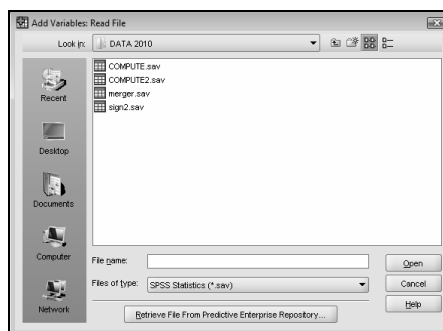 Add Variables: Read File
Look in: DATA 2010
COMPUTE.sav
COMPUTE2.sav
merger.sav
sign2.sav
Recent
Desktop
Documents
Computer
Network
File name:
Open
Files of type: SPSS Statistics (*.sav)
Cancel
Retrieve File From Predictive Enterprise Repository...
Help